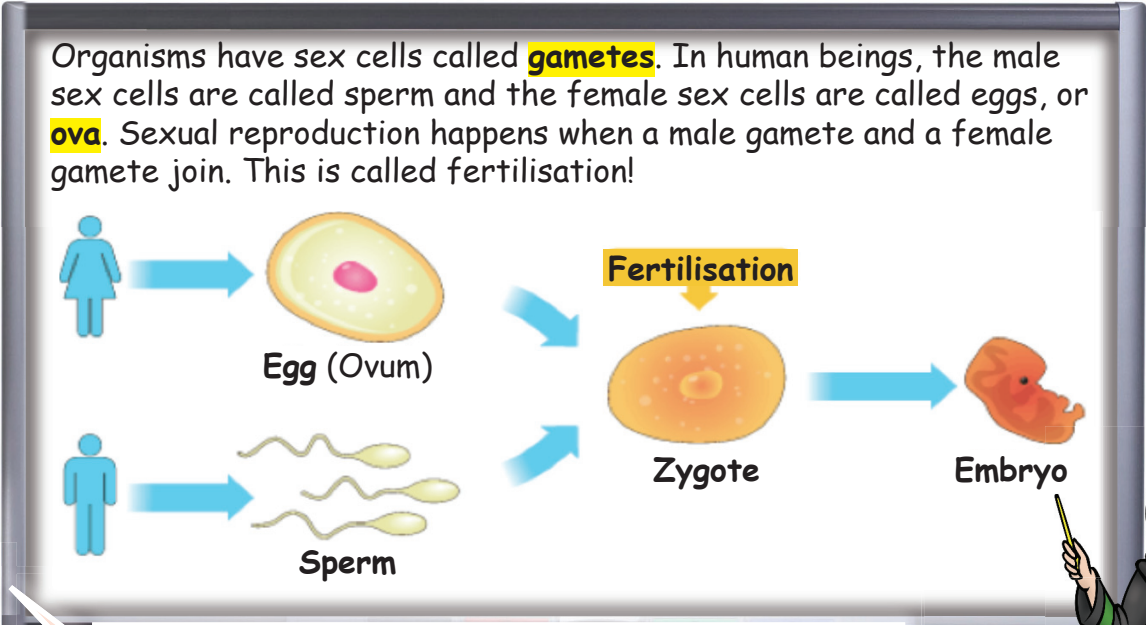 Organisms have sex cells called gametes. In human beings, the male
sex cells are called sperm and the female sex cells are called eggs, or
ova. Sexual reproduction happens when a male gamete and a female
gamete join. This is called fertilisation!
Fertilisation
Egg (Ovum)
Zygote
Embryo
Sperm